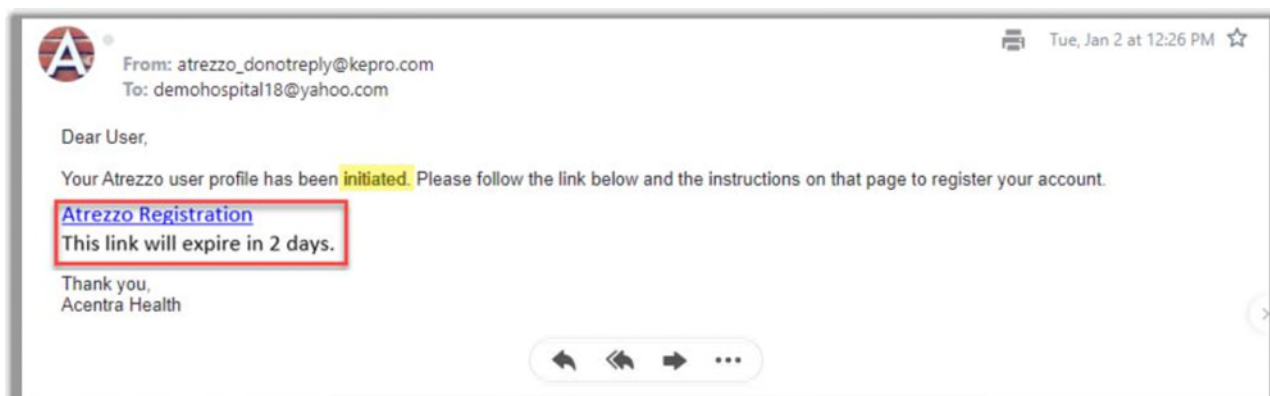 A
Tue, Jan 2 at 12:26 PM
From: atrezzo_donotreply@kepro.com
To: demohospital18@yahoo.com
Dear User,
Your Atrezzo user profile has been initiated. Please follow the link below and the instructions on that page to register your account.
Atrezzo Registration
This link will expire in 2 days.
Thank you,
Acentra Health